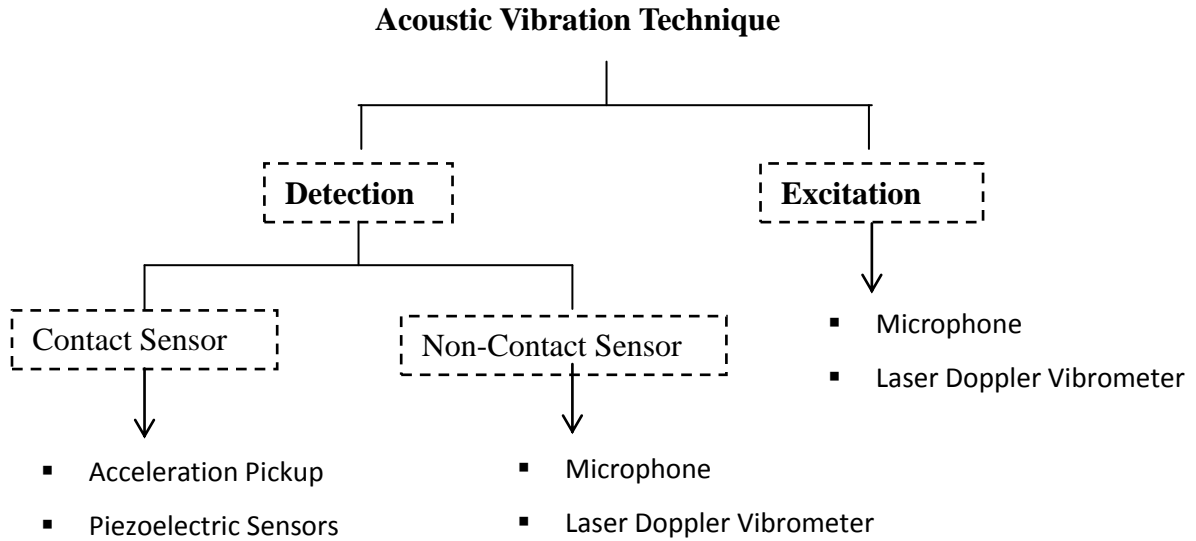 Acoustic Vibration Technique
Detection
Excitation
Contact Sensor
Non-Contact Sensor
▪ Microphone
▪ Laser Doppler Vibrometer
▪ Acceleration Pickup
▪ Piezoelectric Sensors
▪ Microphone
▪ Laser Doppler Vibrometer